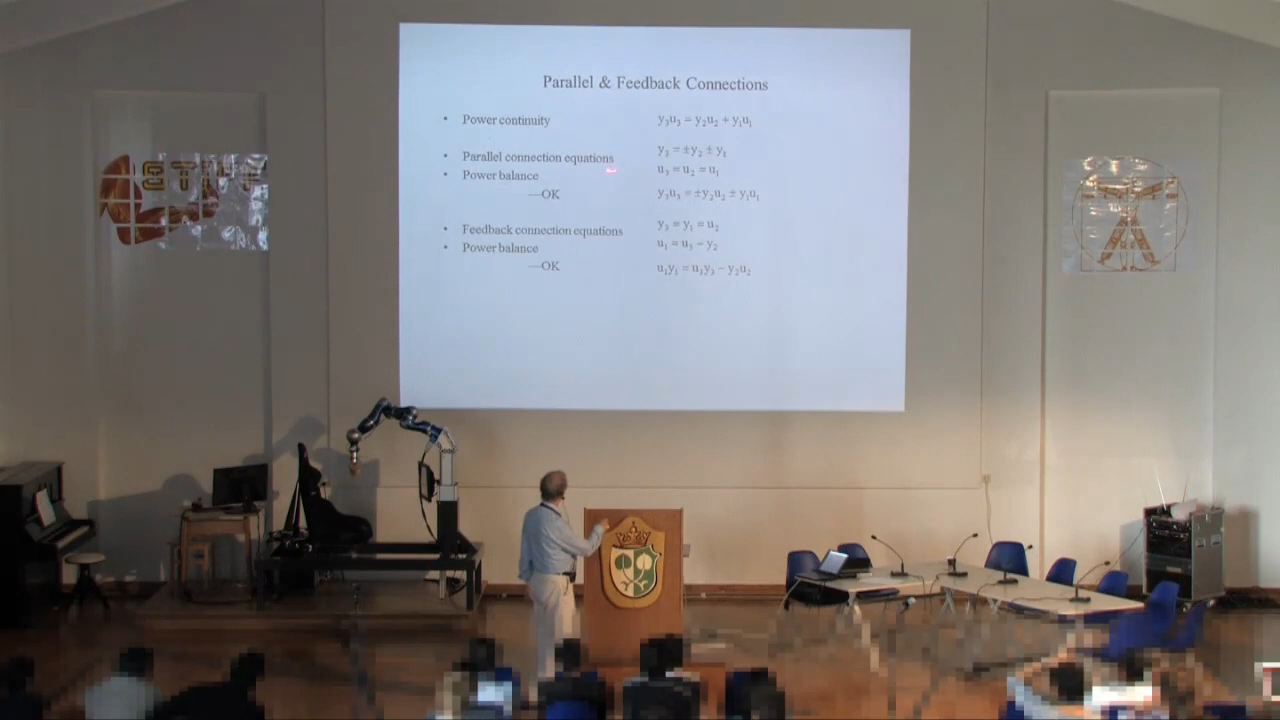 Parallel & Feedback Connections
• Power continuity y₃u₃ = y₂u₂ + y₁u₁
• Parallel connection equations y₃ = ±y₂ ± y₁
• Power balance u₃ = u₂ = u₁
—OK y₃u₃ = ±y₂u₂ ± y₁u₁
• Feedback connection equations y₃ = y₁ = u₂
• Power balance u₁ = u₃ − y₂
—OK u₁y₁ = u₃y₃ − y₂u₂